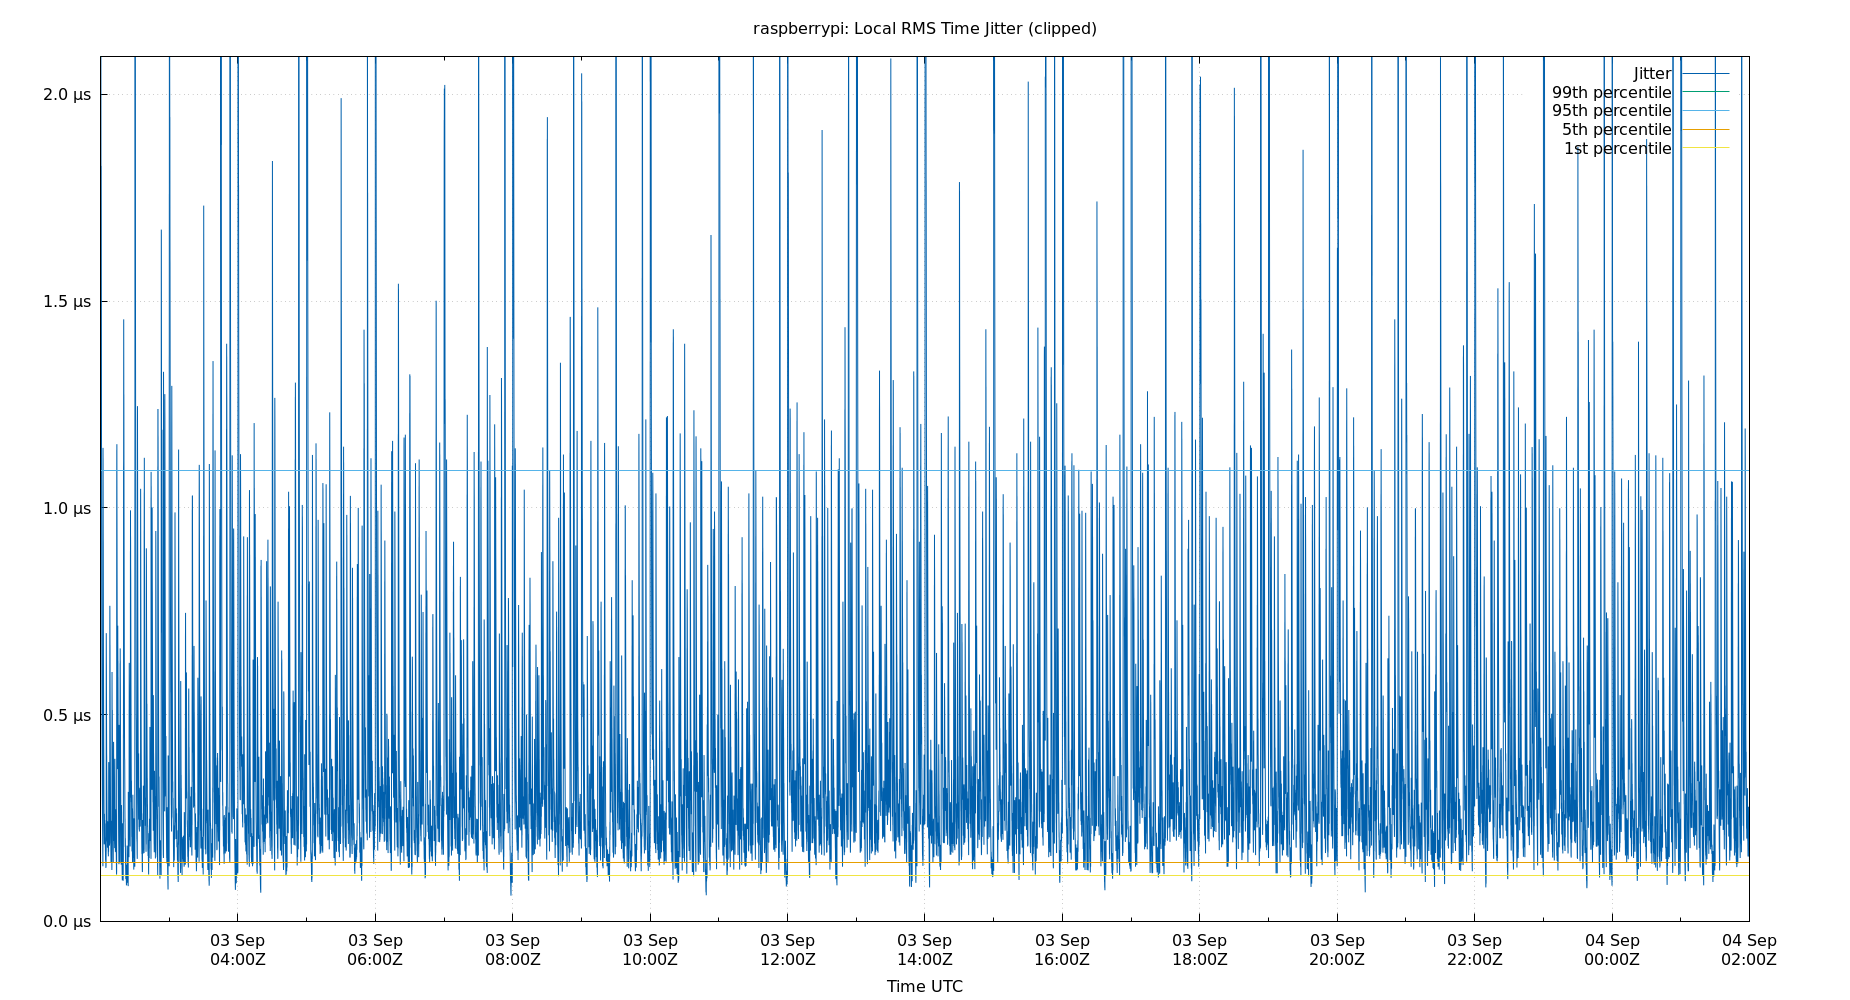 raspberrypi: Local RMS Time Jitter (clipped)
Jitter
99th percentile
95th percentile
5th percentile
1st percentile
2.0 µs
1.5 µs
1.0 µs
0.5 µs
0.0 µs
03 Sep 03 Sep 03 Sep 03 Sep 03 Sep 03 Sep 03 Sep 03 Sep 03 Sep 03 Sep 04 Sep 04 Sep
04:00Z 06:00Z 08:00Z 10:00Z 12:00Z 14:00Z 16:00Z 18:00Z 20:00Z 22:00Z 00:00Z 02:00Z
Time UTC